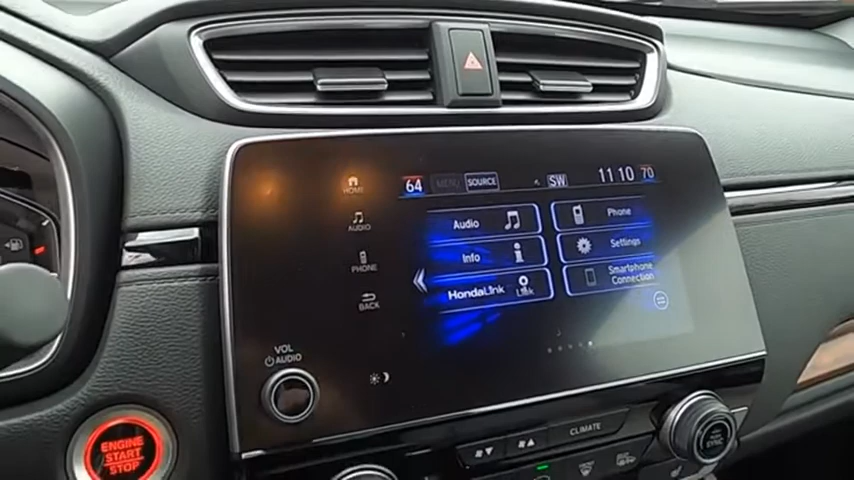 64 MENU SOURCE SW 11:10 70
HOME
AUDIO
PHONE
BACK
Audio
Phone
Info
Settings
HondaLink
Link
Smartphone
Connection
VOL
AUDIO
ENGINE
START
STOP
CLIMATE
SYNC